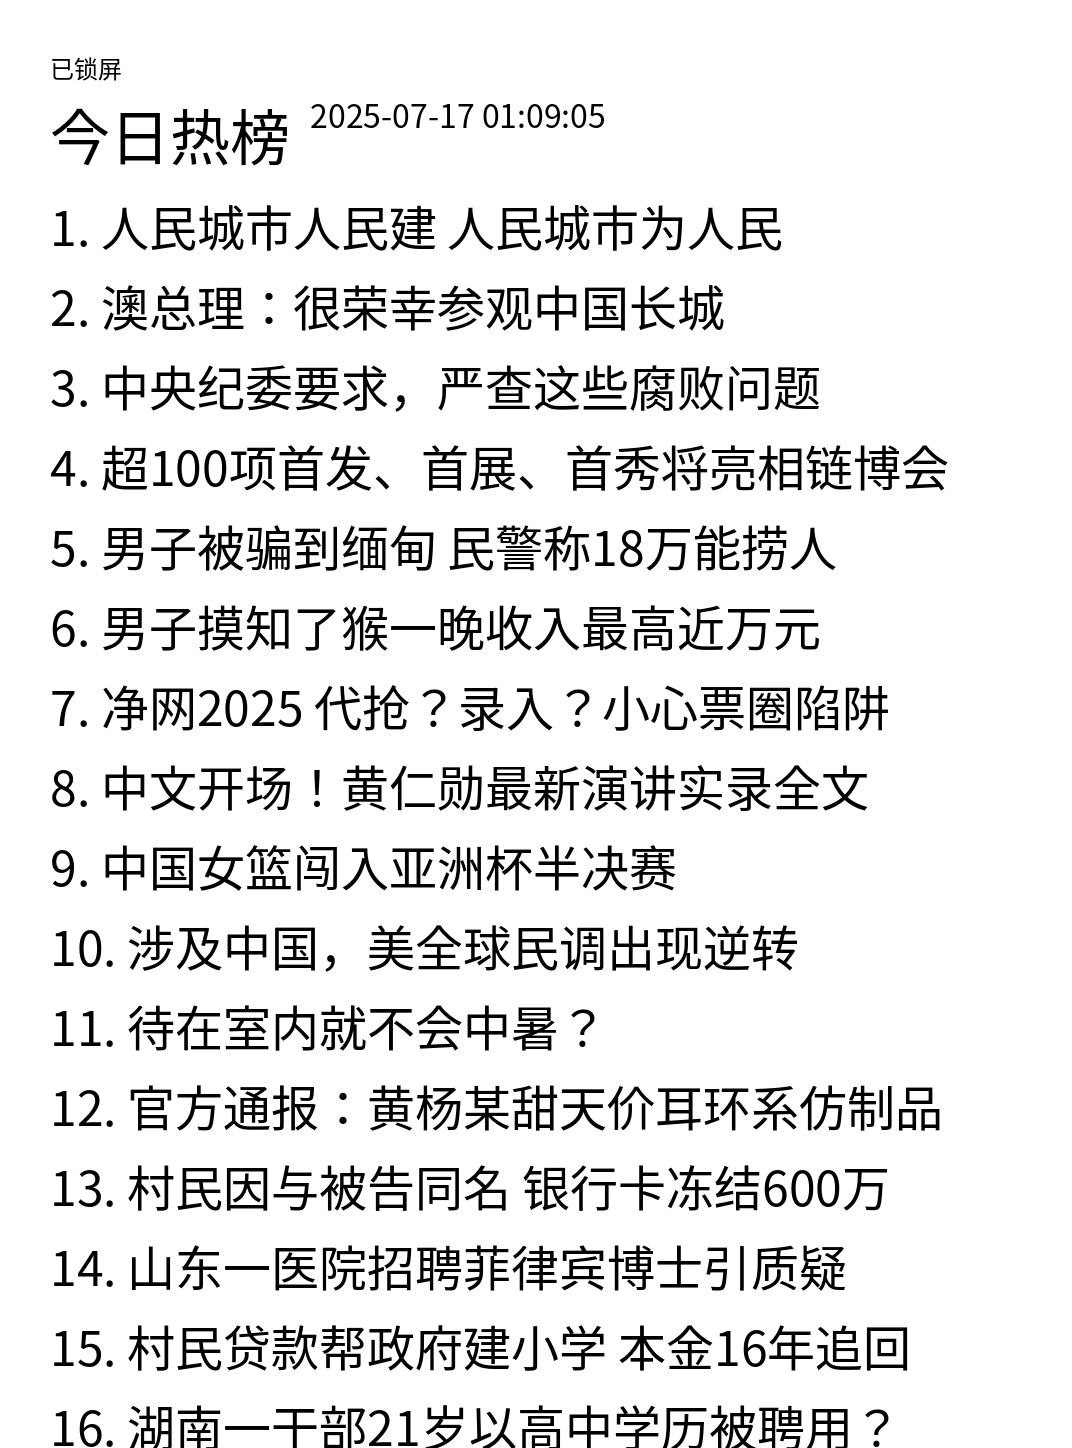 已锁屏
今日热榜 2025-07-17 01:09:05
1. 人民城市人民建 人民城市为人民
2. 澳总理：很荣幸参观中国长城
3. 中央纪委要求，严查这些腐败问题
4. 超100项首发、首展、首秀将亮相链博会
5. 男子被骗到缅甸 民警称18万能捞人
6. 男子摸知了猴一晚收入最高近万元
7. 净网2025 代抢？录入？小心票圈陷阱
8. 中文开场！黄仁勋最新演讲实录全文
9. 中国女篮闯入亚洲杯半决赛
10. 涉及中国，美全球民调出现逆转
11. 待在室内就不会中暑？
12. 官方通报：黄杨某甜天价耳环系仿制品
13. 村民因与被告同名 银行卡冻结600万
14. 山东一医院招聘菲律宾博士引质疑
15. 村民贷款帮政府建小学 本金16年追回
16. 湖南一干部21岁以高中学历被聘用？